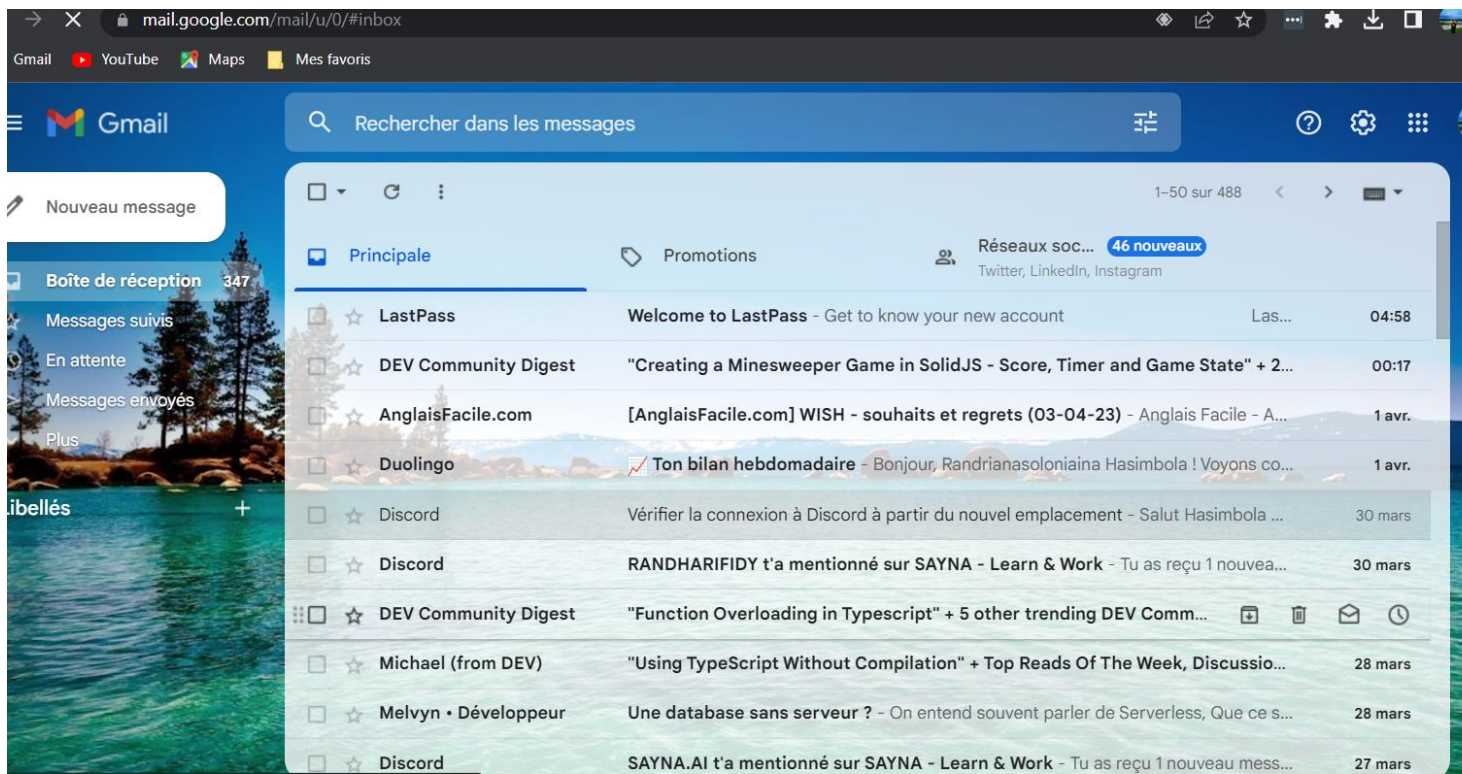 mail.google.com/mail/u/0/#inbox
Gmail YouTube Maps Mes favoris
Gmail
Rechercher dans les messages
Nouveau message
1–50 sur 488
Boîte de réception 347
Messages suivis
En attente
Messages envoyés
Plus
Libellés +
Principale
Promotions
Réseaux soc... 46 nouveaux
Twitter, LinkedIn, Instagram
LastPass Welcome to LastPass - Get to know your new account Las... 04:58
DEV Community Digest "Creating a Minesweeper Game in SolidJS - Score, Timer and Game State" + 2... 00:17
AnglaisFacile.com [AnglaisFacile.com] WISH - souhaits et regrets (03-04-23) - Anglais Facile - A... 1 avr.
Duolingo 📈 Ton bilan hebdomadaire - Bonjour, Randrianasoloniaina Hasimbola ! Voyons co... 1 avr.
Discord Vérifier la connexion à Discord à partir du nouvel emplacement - Salut Hasimbola ... 30 mars
Discord RANDHARIFIDY t'a mentionné sur SAYNA - Learn & Work - Tu as reçu 1 nouvea... 30 mars
DEV Community Digest "Function Overloading in Typescript" + 5 other trending DEV Comm...
Michael (from DEV) "Using TypeScript Without Compilation" + Top Reads Of The Week, Discussio... 28 mars
Melvyn • Développeur Une database sans serveur ? - On entend souvent parler de Serverless, Que ce s... 28 mars
Discord SAYNA.AI t'a mentionné sur SAYNA - Learn & Work - Tu as reçu 1 nouveau mess... 27 mars